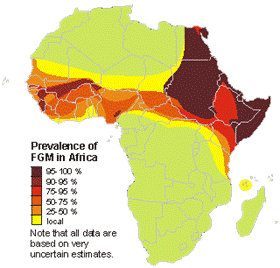 Prevalence of
FGM in Africa
95-100 %
90-95 %
75-95 %
50-75 %
25-50 %
local
Note that all data are
based on very
uncertain estimates.